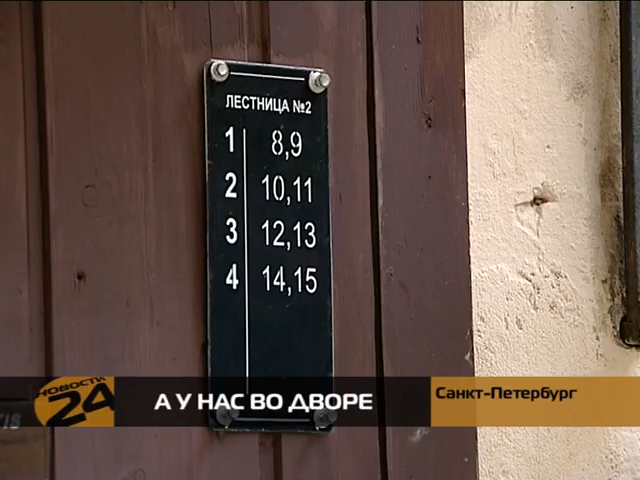 ЛЕСТНИЦА №2
1 8,9
2 10,11
3 12,13
4 14,15
НОВОСТИ
24
А У НАС ВО ДВОРЕ
Санкт-Петербург